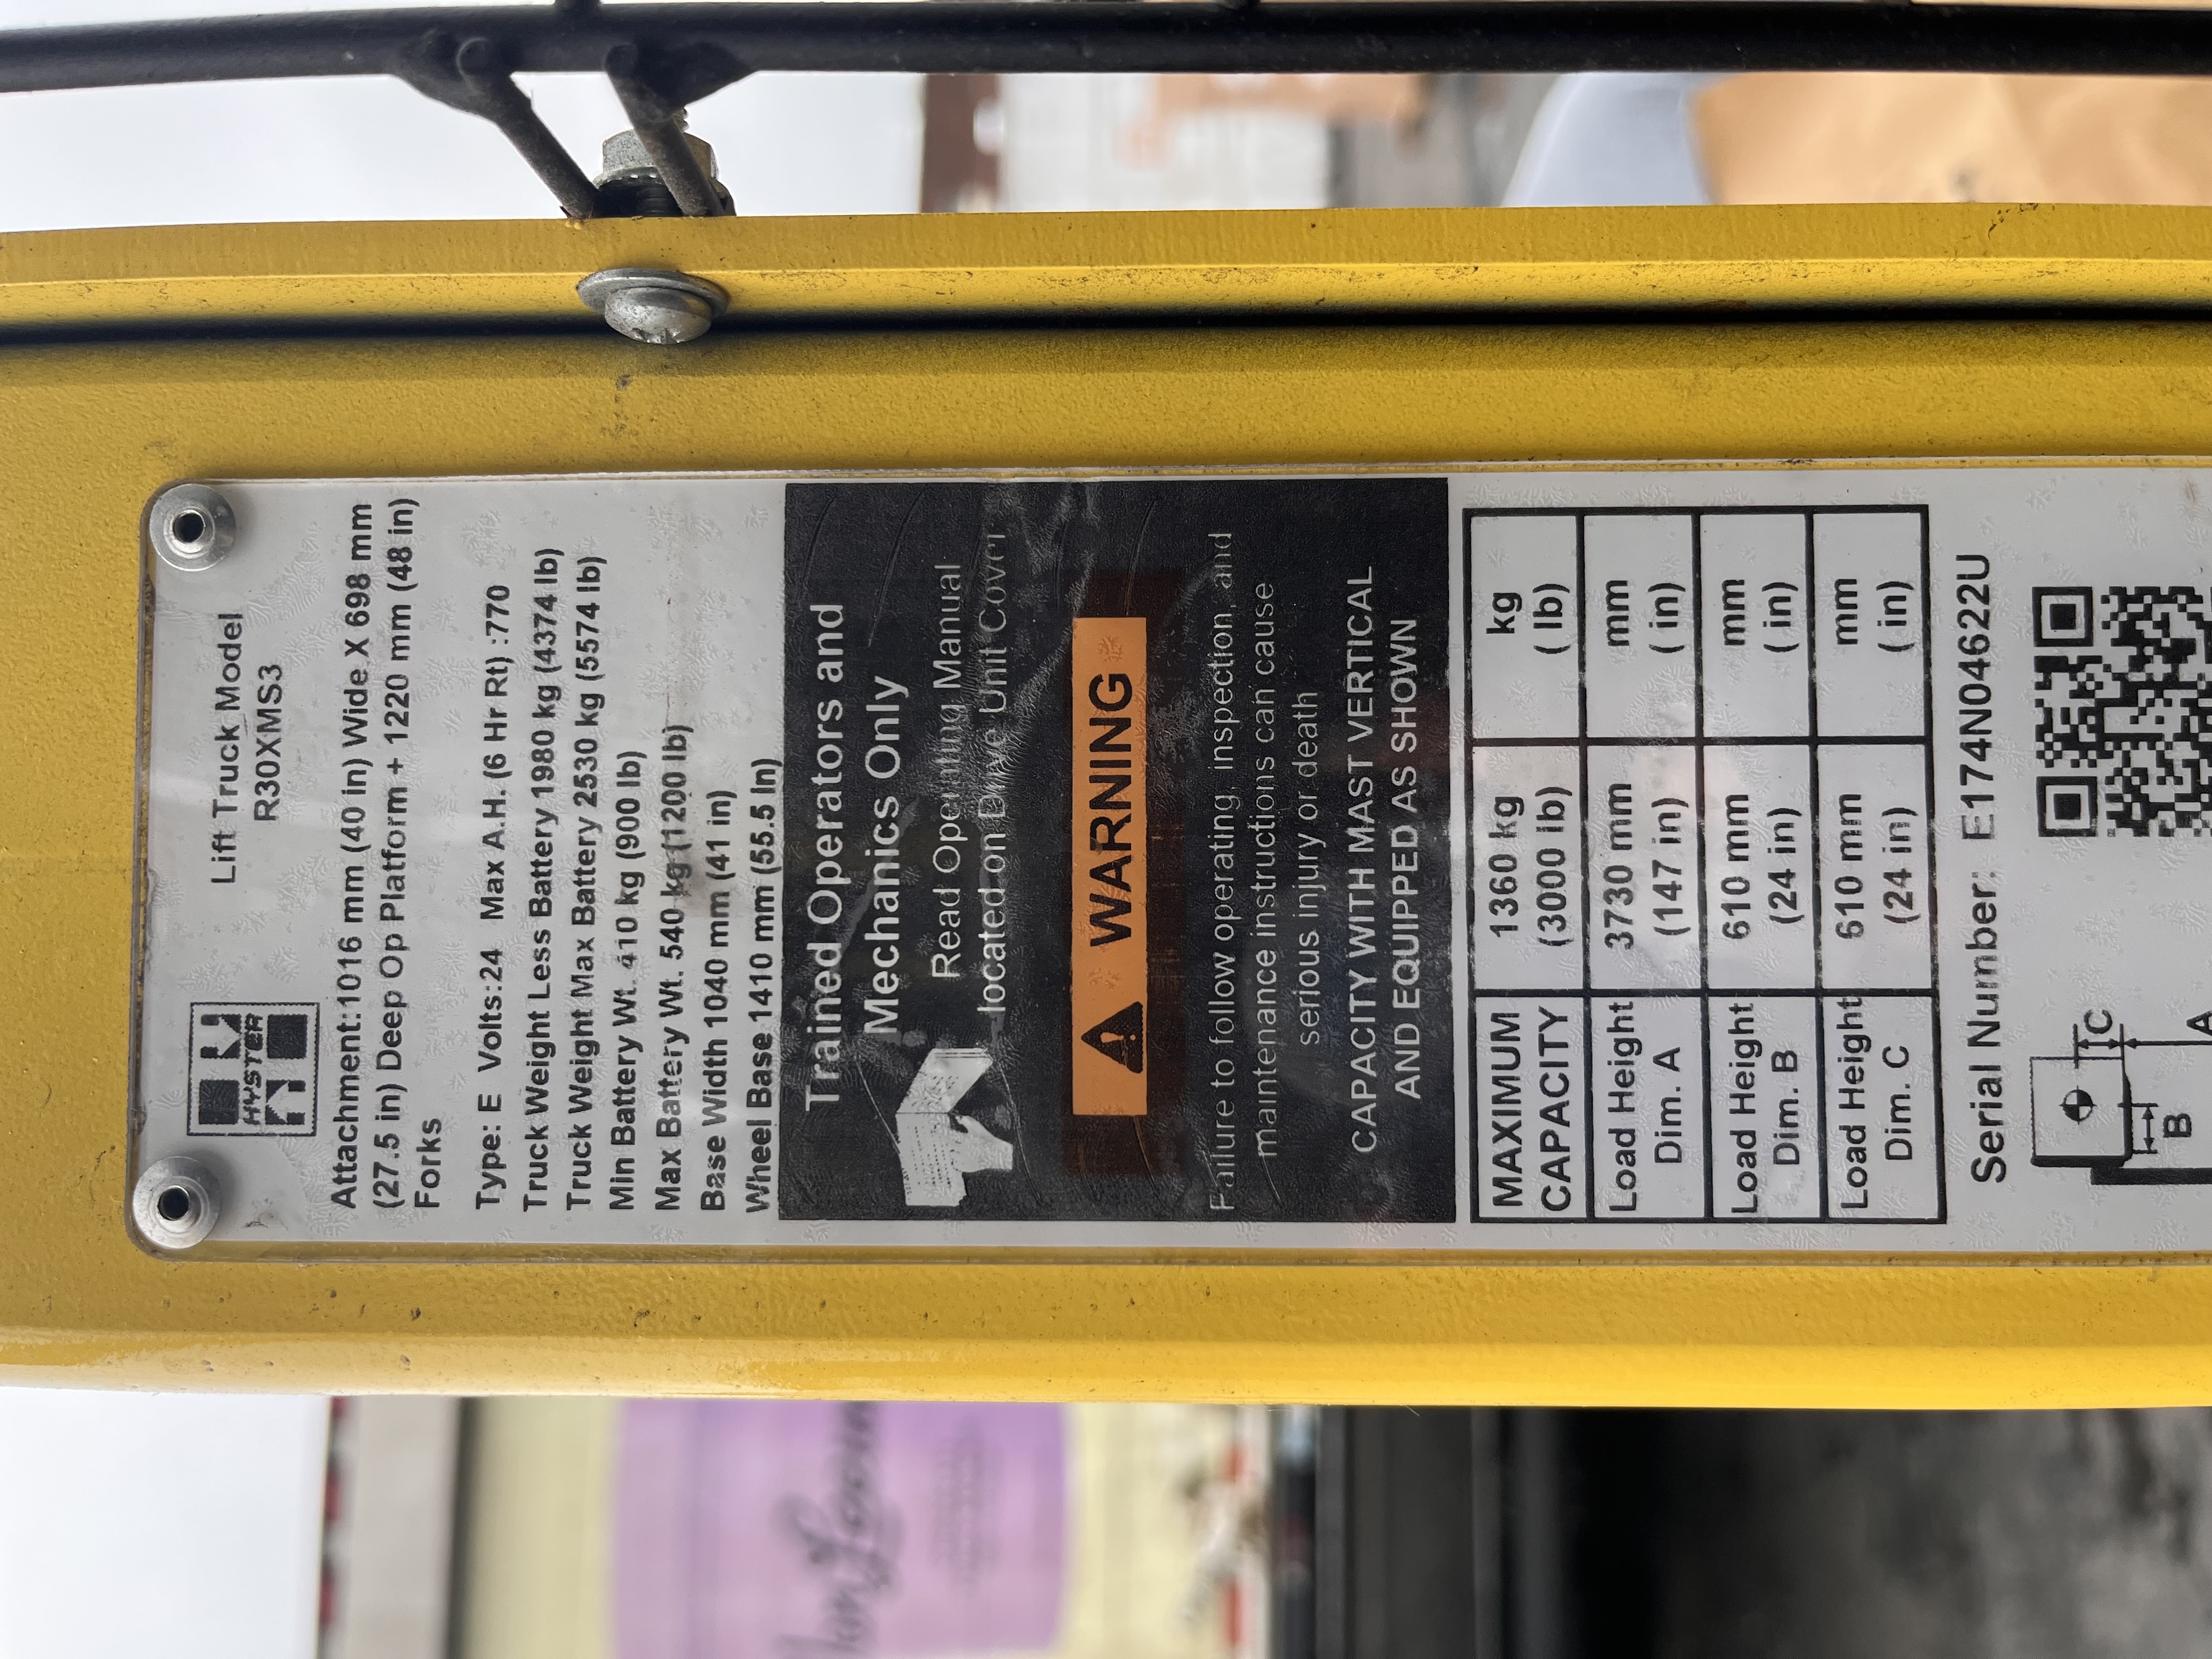 HYSTER
Lift Truck Model
R30XMS3
Attachment:1016 mm (40 in) Wide X 698 mm
(27.5 in) Deep Op Platform + 1220 mm (48 in)
Forks
Type: E Volts:24 Max A.H. (6 Hr Rt) :770
Truck Weight Less Battery 1980 kg (4374 lb)
Truck Weight Max Battery 2530 kg (5574 lb)
Min Battery Wt. 410 kg (900 lb)
Max Battery Wt. 540 kg (1200 lb)
Base Width 1040 mm (41 in)
Wheel Base 1410 mm (55.5 in)
Trained Operators and
Mechanics Only
Read Operating Manual
located on Drive Unit Cover
WARNING
Failure to follow operating, inspection, and
maintenance instructions can cause
serious injury or death
CAPACITY WITH MAST VERTICAL
AND EQUIPPED AS SHOWN
MAXIMUM CAPACITY 1360 kg (3000 lb) kg ( lb)
Load Height Dim. A 3730 mm (147 in) mm ( in)
Load Height Dim. B 610 mm (24 in) mm ( in)
Load Height Dim. C 610 mm (24 in) mm ( in)
Serial Number: E174N04622U
C
B
A